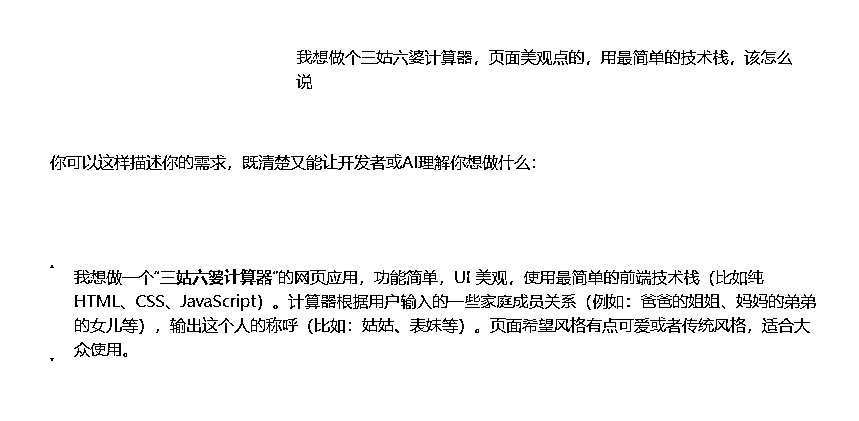 我想做个三姑六婆计算器，页面美观点的，用最简单的技术栈，该怎么
说
你可以这样描述你的需求，既清楚又能让开发者或AI理解你想做什么：
我想做一个“三姑六婆计算器”的网页应用，功能简单，UI 美观，使用最简单的前端技术栈（比如纯
HTML、CSS、JavaScript）。计算器根据用户输入的一些家庭成员关系（例如：爸爸的姐姐、妈妈的弟弟
的女儿等），输出这个人的称呼（比如：姑姑、表妹等）。页面希望风格有点可爱或者传统风格，适合大
众使用。